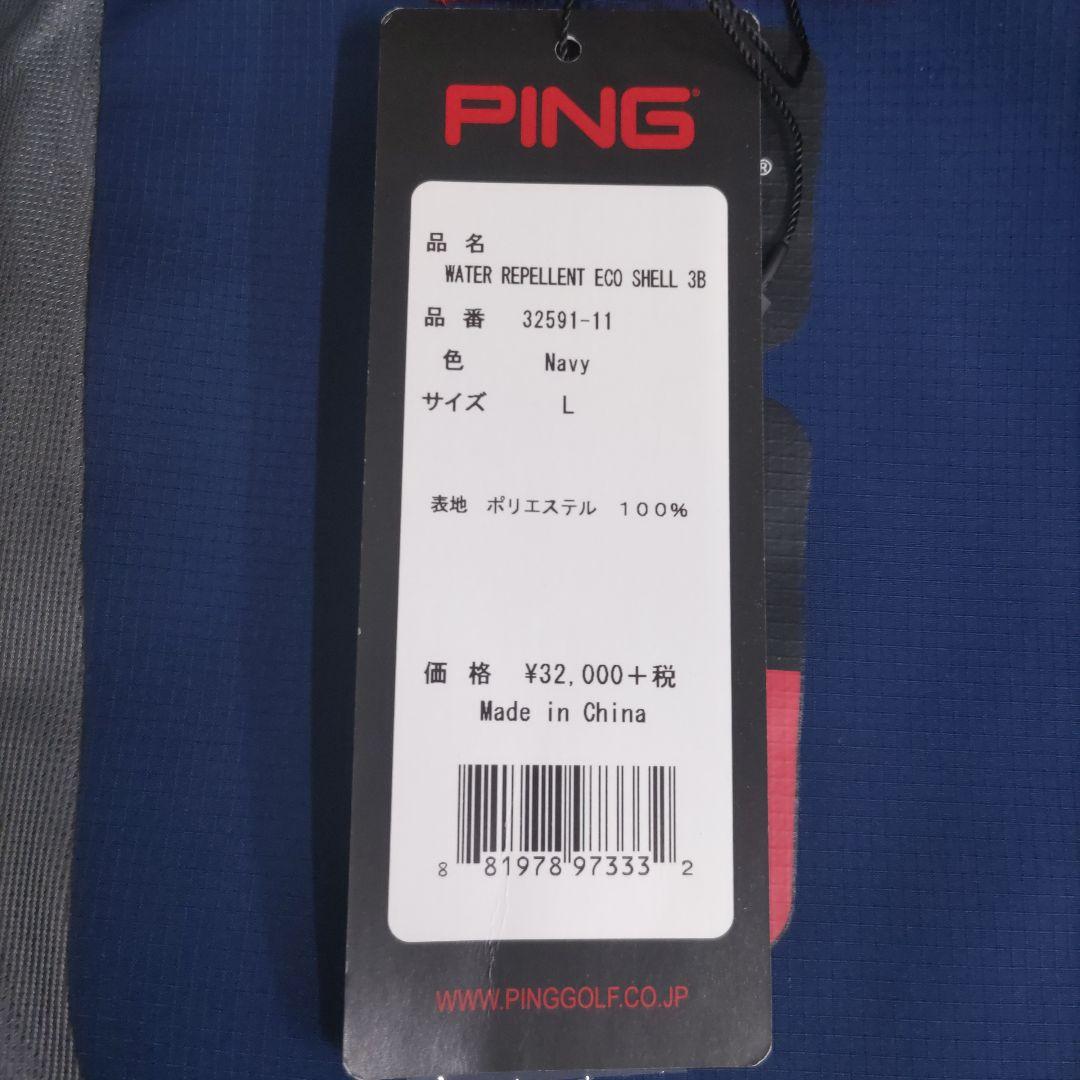 PING®
®
品 名
WATER REPELLENT ECO SHELL 3B
品 番 32591-11
色 Navy
サイズ L
表地 ポリエステル 100%
価 格 ¥32,000+税
Made in China
8 81978 97333 2
WWW.PINGGOLF.CO.JP